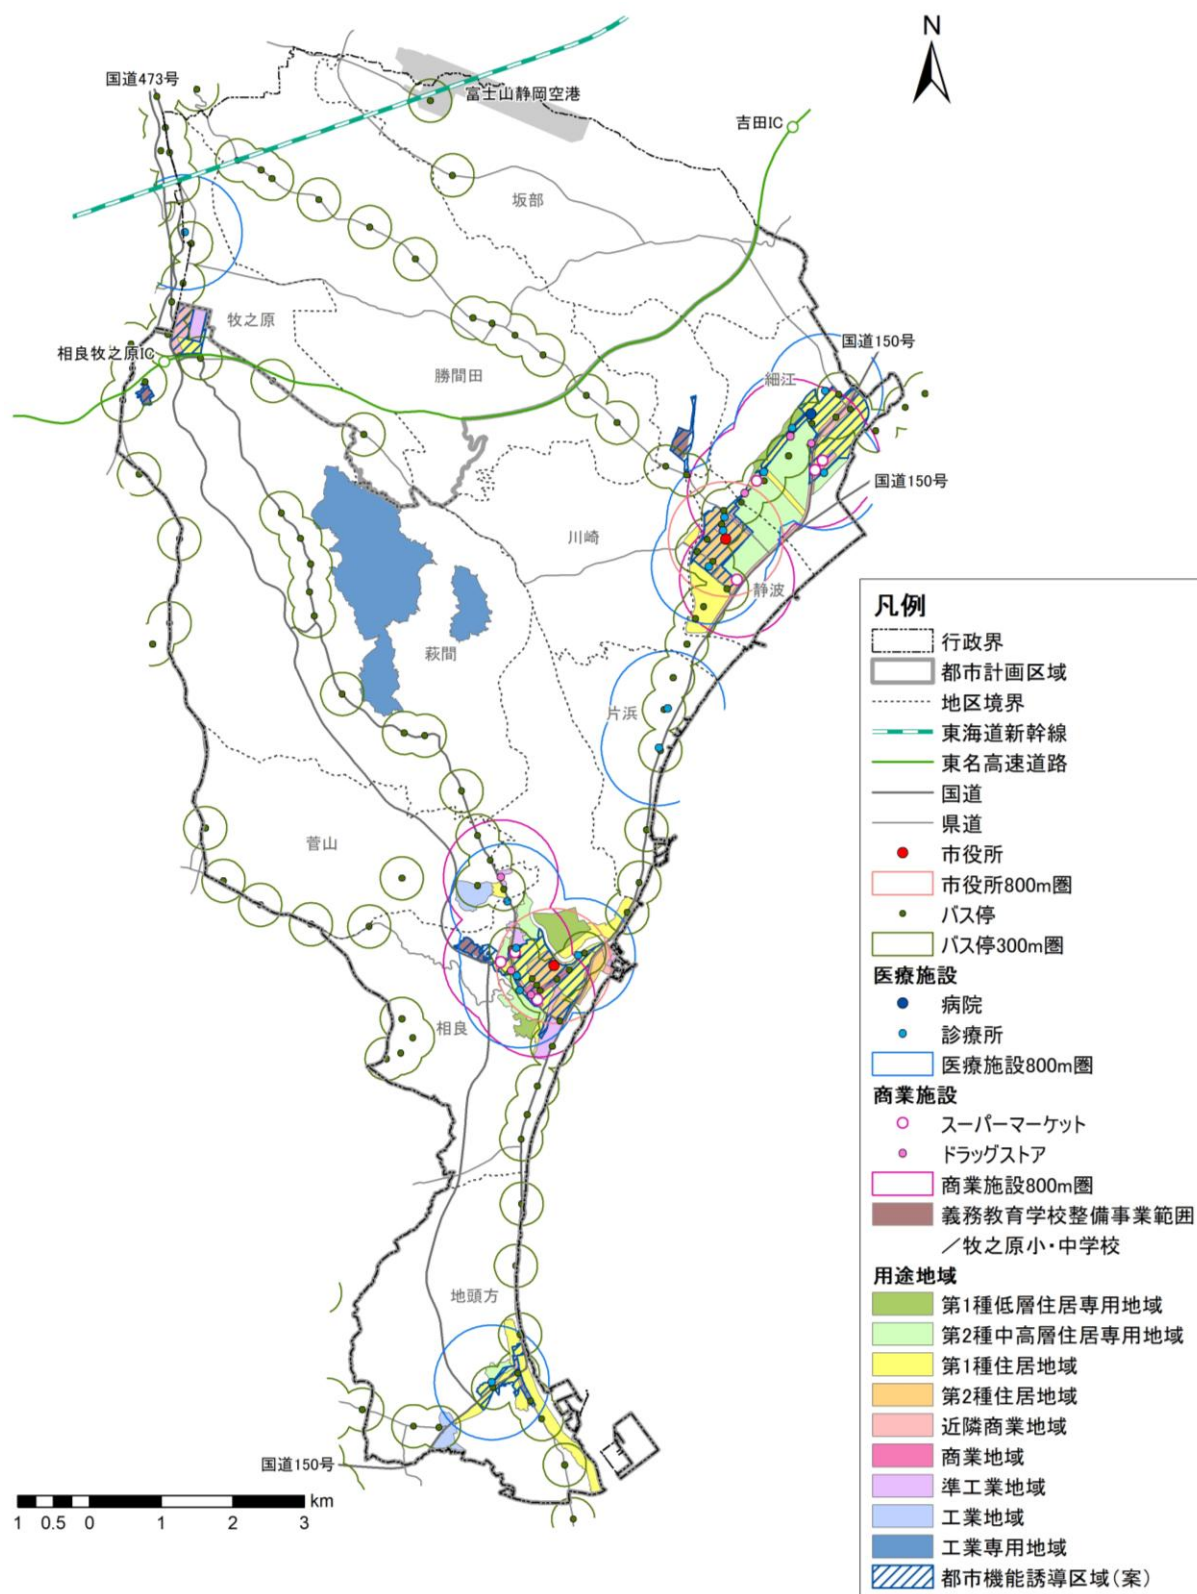 N
国道473号
富士山静岡空港
吉田IC
坂部
牧之原
相良牧之原IC
勝間田
国道150号
細江
国道150号
川崎
静波
萩間
片浜
菅山
相良
地頭方
国道150号
km
1 0.5 0 1 2 3
凡例
行政界
都市計画区域
地区境界
東海道新幹線
東名高速道路
国道
県道
市役所
市役所800m圏
バス停
バス停300m圏
医療施設
病院
診療所
医療施設800m圏
商業施設
スーパーマーケット
ドラッグストア
商業施設800m圏
義務教育学校整備事業範囲
／牧之原小・中学校
用途地域
第1種低層住居専用地域
第2種中高層住居専用地域
第1種住居地域
第2種住居地域
近隣商業地域
商業地域
準工業地域
工業地域
工業専用地域
都市機能誘導区域(案)